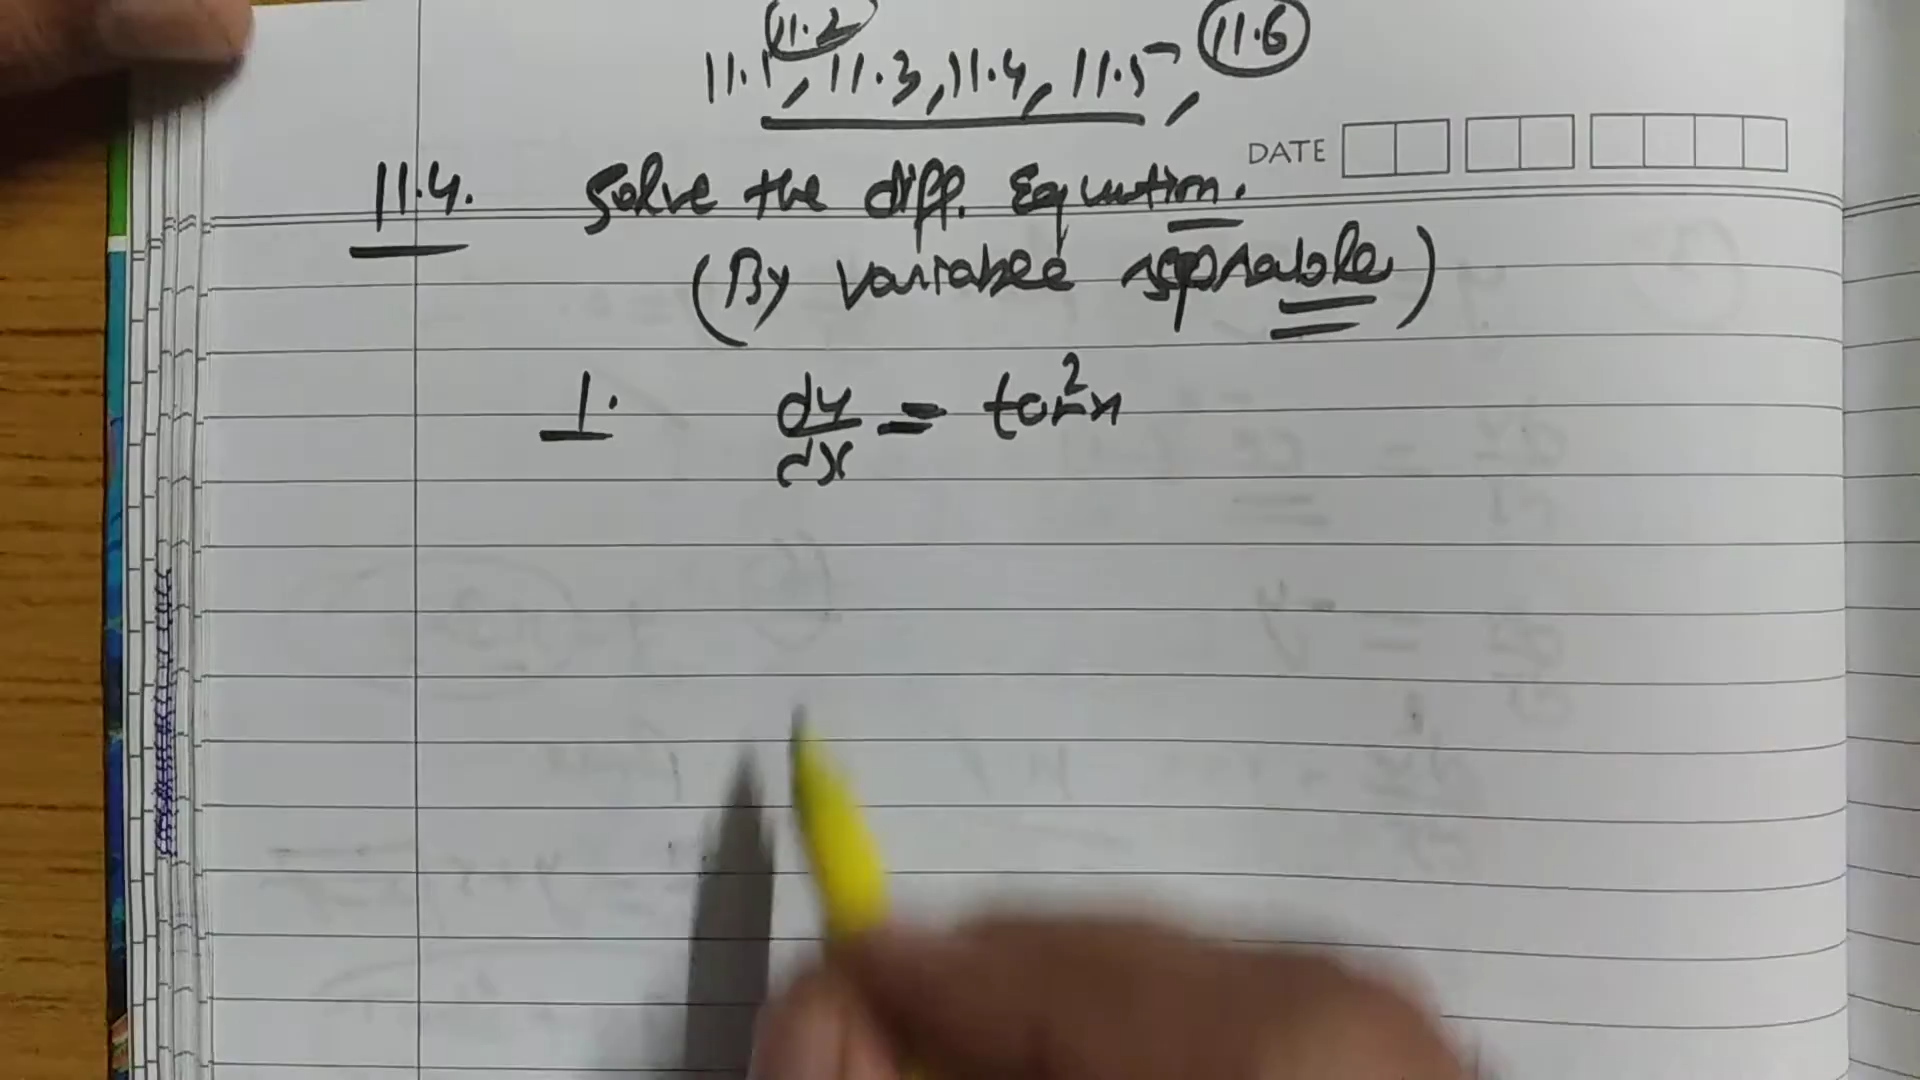 11.2
11.1, 11.3, 11.4, 11.5, 11.6
DATE
11.4. Solve the diff. Equation.
(By variable seprable)
1. dy/dx = tan²x